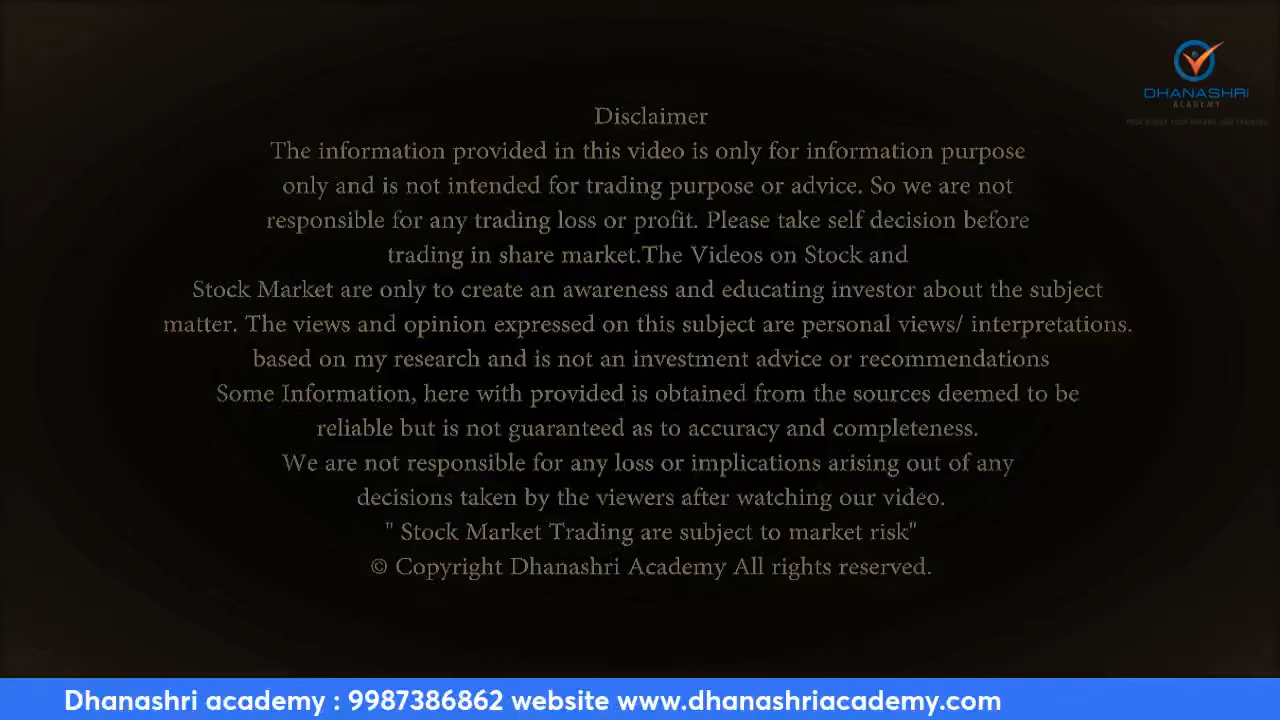 DHANASHRI
ACADEMY
Disclaimer
The information provided in this video is only for information purpose
only and is not intended for trading purpose or advice. So we are not
responsible for any trading loss or profit. Please take self decision before
trading in share market.The Videos on Stock and
Stock Market are only to create an awareness and educating investor about the subject
matter. The views and opinion expressed on this subject are personal views/ interpretations.
based on my research and is not an investment advice or recommendations
Some Information, here with provided is obtained from the sources deemed to be
reliable but is not guaranteed as to accuracy and completeness.
We are not responsible for any loss or implications arising out of any
decisions taken by the viewers after watching our video.
" Stock Market Trading are subject to market risk"
© Copyright Dhanashri Academy All rights reserved.
Dhanashri academy : 9987386862 website www.dhanashriacademy.com